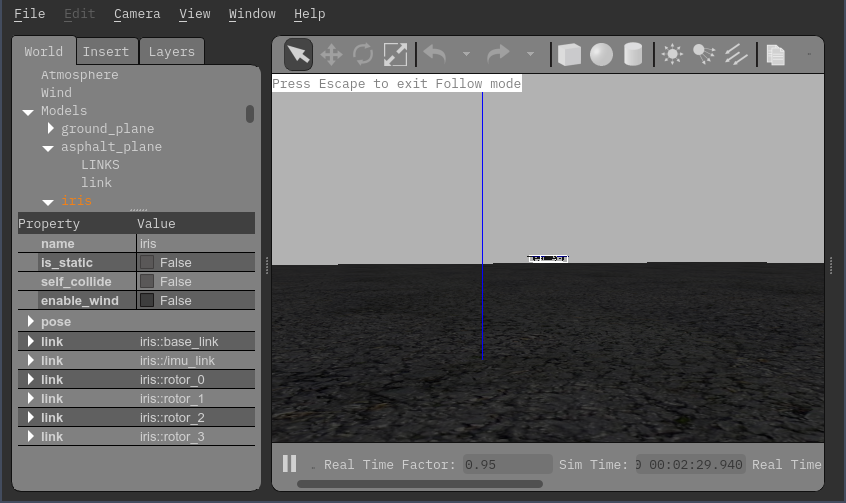 File Edit Camera View Window Help
World Insert Layers
Atmosphere
Wind
Models
ground_plane
asphalt_plane
LINKS
link
iris
Property Value
name iris
is_static False
self_collide False
enable_wind False
pose
link iris::base_link
link iris::/imu_link
link iris::rotor_0
link iris::rotor_1
link iris::rotor_2
link iris::rotor_3
Press Escape to exit Follow mode
Real Time Factor: 0.95 Sim Time: 0 00:02:29.940 Real Time